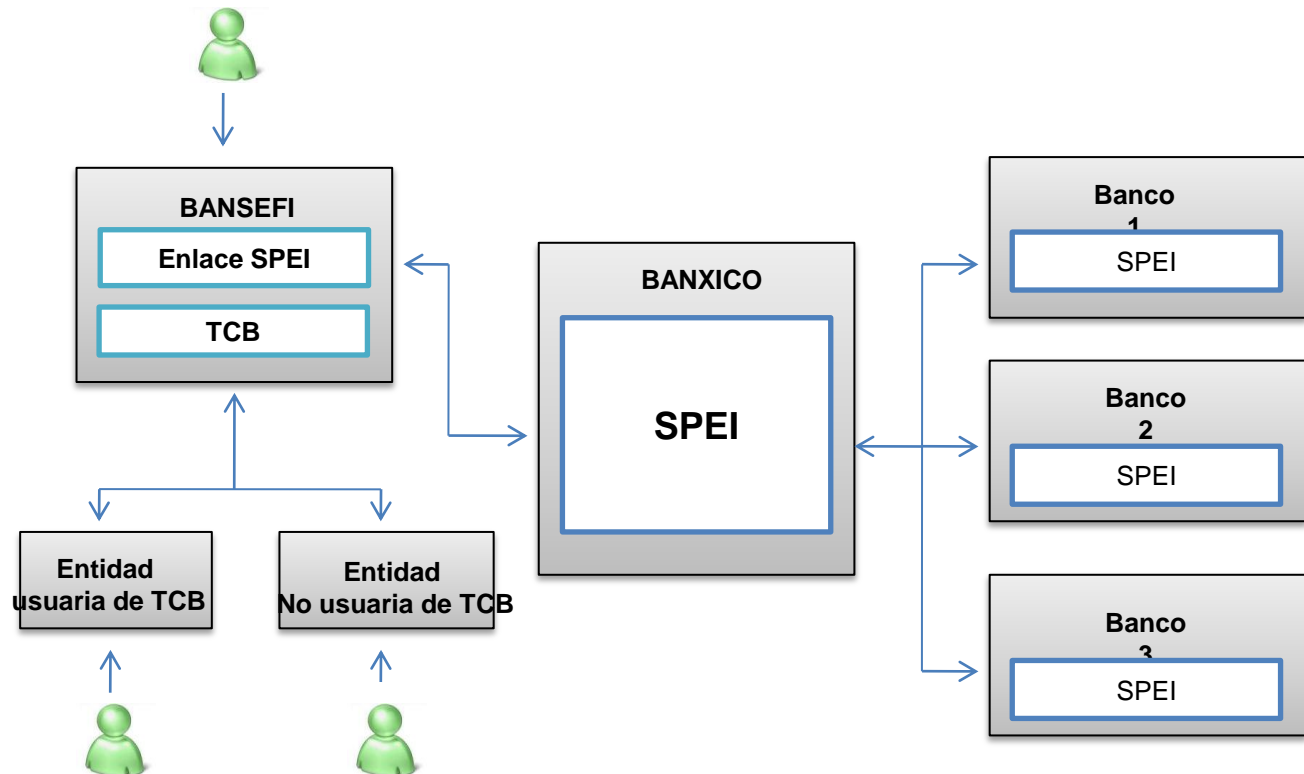 BANSEFI
Enlace SPEI
TCB
Entidad
usuaria de TCB
Entidad
No usuaria de TCB
BANXICO
SPEI
Banco
1
SPEI
Banco
2
SPEI
Banco
3
SPEI